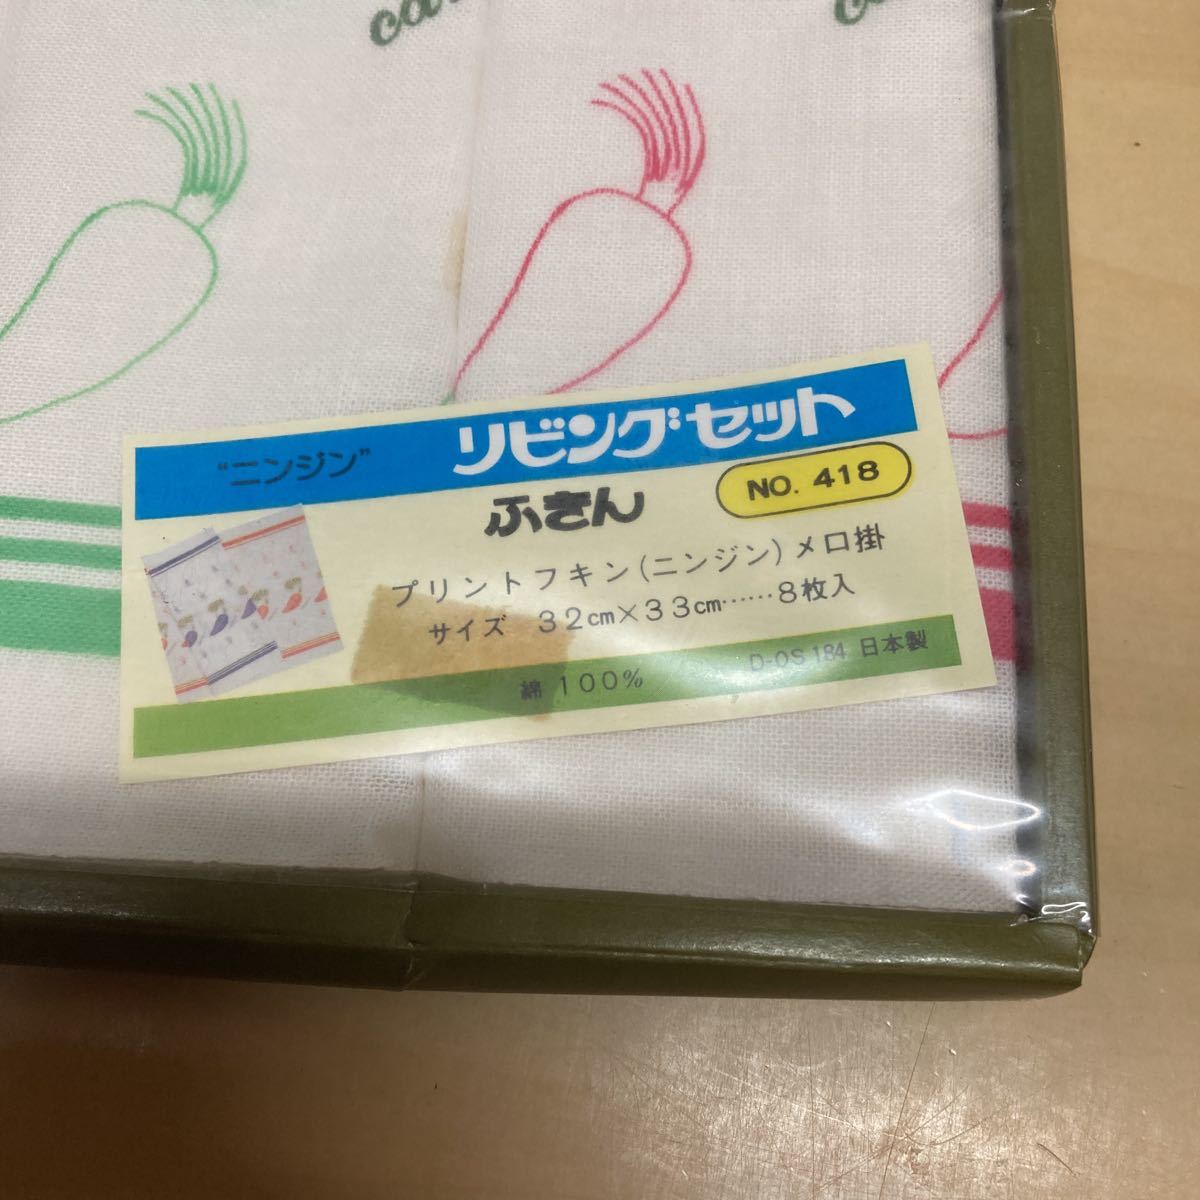 "ニンジン" リビング・セット
ふきん NO. 418
プリントフキン(ニンジン)メロ掛
サイズ 32cm×33cm……8枚入
綿 100% D-OS 184 日本製